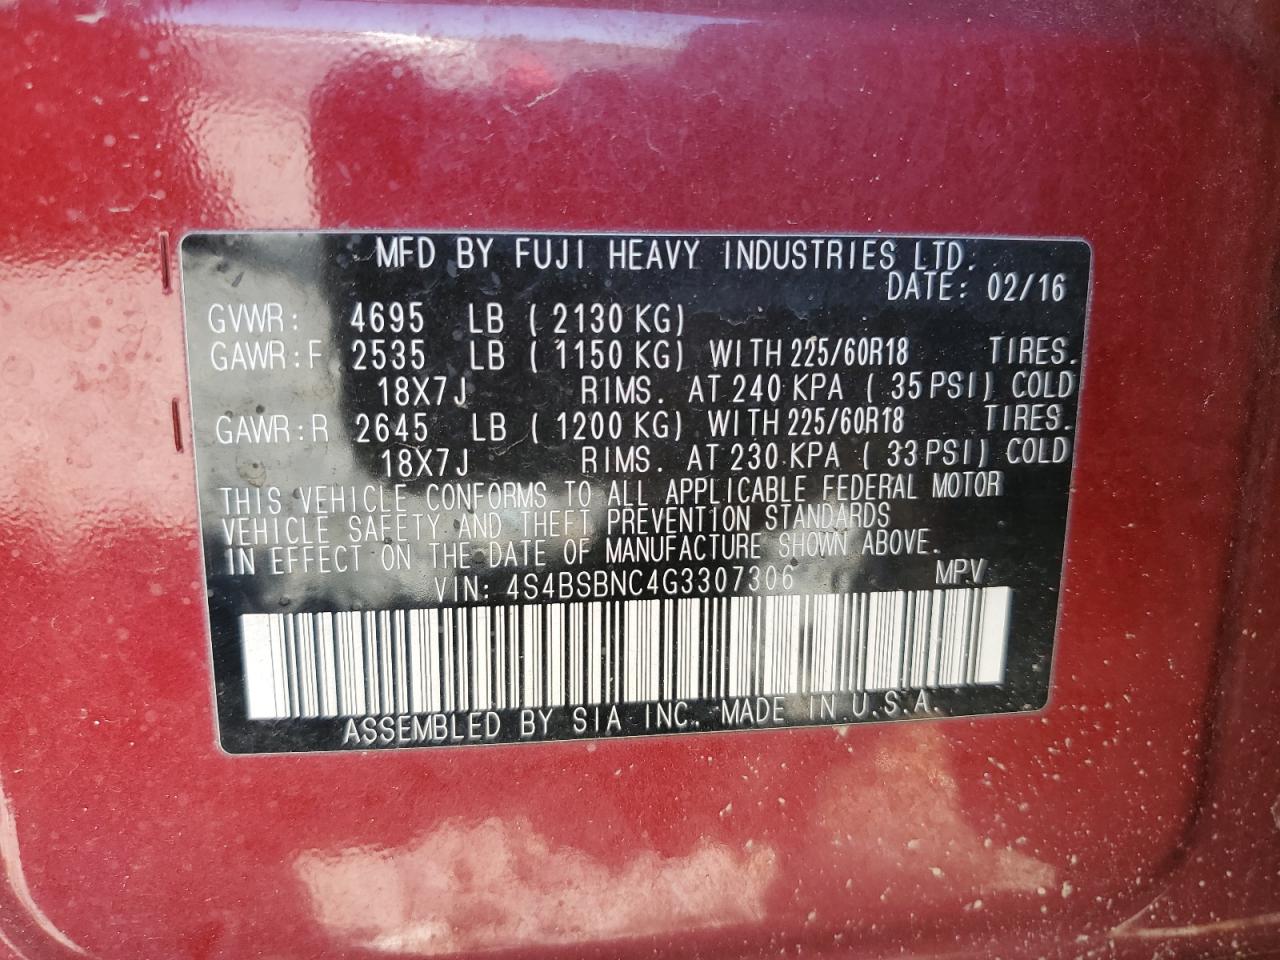 MFD BY FUJI HEAVY INDUSTRIES LTD.
DATE: 02/16
GVWR: 4695 LB ( 2130 KG)
GAWR:F 2535 LB ( 1150 KG) WITH 225/60R18 TIRES.
18X7J RIMS. AT 240 KPA ( 35 PSI) COLD
GAWR:R 2645 LB ( 1200 KG) WITH 225/60R18 TIRES.
18X7J RIMS. AT 230 KPA ( 33 PSI) COLD
THIS VEHICLE CONFORMS TO ALL APPLICABLE FEDERAL MOTOR
VEHICLE SAFETY AND THEFT PREVENTION STANDARDS
IN EFFECT ON THE DATE OF MANUFACTURE SHOWN ABOVE.
VIN: 4S4BSBNC4G3307306 MPV
ASSEMBLED BY SIA INC. MADE IN U.S.A.